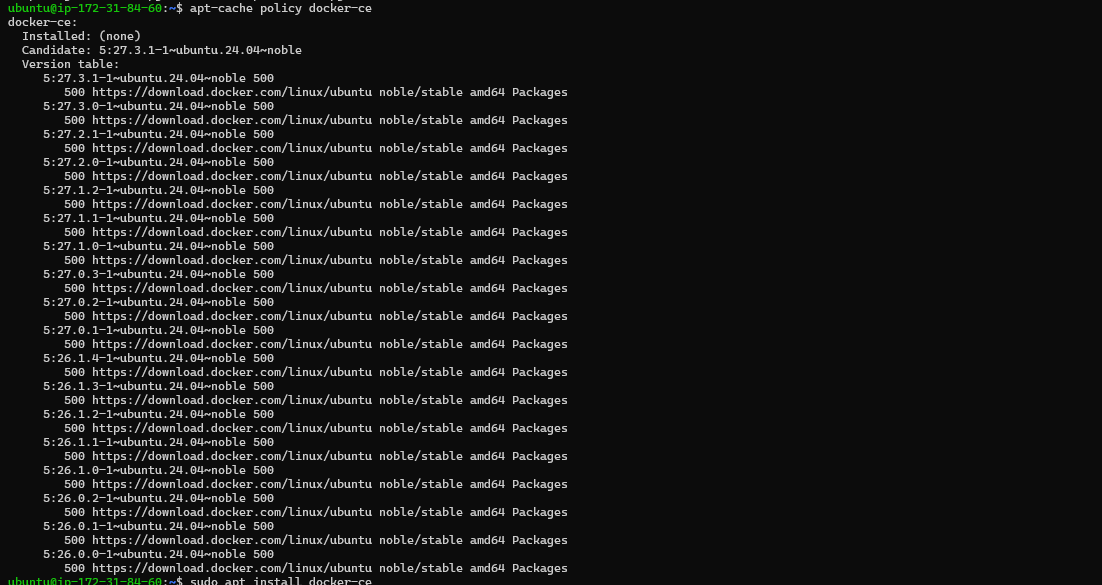 ubuntu@ip-172-31-84-60:~$ apt-cache policy docker-ce
docker-ce:
  Installed: (none)
  Candidate: 5:27.3.1-1~ubuntu.24.04~noble
  Version table:
     5:27.3.1-1~ubuntu.24.04~noble 500
        500 https://download.docker.com/linux/ubuntu noble/stable amd64 Packages
     5:27.3.0-1~ubuntu.24.04~noble 500
        500 https://download.docker.com/linux/ubuntu noble/stable amd64 Packages
     5:27.2.1-1~ubuntu.24.04~noble 500
        500 https://download.docker.com/linux/ubuntu noble/stable amd64 Packages
     5:27.2.0-1~ubuntu.24.04~noble 500
        500 https://download.docker.com/linux/ubuntu noble/stable amd64 Packages
     5:27.1.2-1~ubuntu.24.04~noble 500
        500 https://download.docker.com/linux/ubuntu noble/stable amd64 Packages
     5:27.1.1-1~ubuntu.24.04~noble 500
        500 https://download.docker.com/linux/ubuntu noble/stable amd64 Packages
     5:27.1.0-1~ubuntu.24.04~noble 500
        500 https://download.docker.com/linux/ubuntu noble/stable amd64 Packages
     5:27.0.3-1~ubuntu.24.04~noble 500
        500 https://download.docker.com/linux/ubuntu noble/stable amd64 Packages
     5:27.0.2-1~ubuntu.24.04~noble 500
        500 https://download.docker.com/linux/ubuntu noble/stable amd64 Packages
     5:27.0.1-1~ubuntu.24.04~noble 500
        500 https://download.docker.com/linux/ubuntu noble/stable amd64 Packages
     5:26.1.4-1~ubuntu.24.04~noble 500
        500 https://download.docker.com/linux/ubuntu noble/stable amd64 Packages
     5:26.1.3-1~ubuntu.24.04~noble 500
        500 https://download.docker.com/linux/ubuntu noble/stable amd64 Packages
     5:26.1.2-1~ubuntu.24.04~noble 500
        500 https://download.docker.com/linux/ubuntu noble/stable amd64 Packages
     5:26.1.1-1~ubuntu.24.04~noble 500
        500 https://download.docker.com/linux/ubuntu noble/stable amd64 Packages
     5:26.1.0-1~ubuntu.24.04~noble 500
        500 https://download.docker.com/linux/ubuntu noble/stable amd64 Packages
     5:26.0.2-1~ubuntu.24.04~noble 500
        500 https://download.docker.com/linux/ubuntu noble/stable amd64 Packages
     5:26.0.1-1~ubuntu.24.04~noble 500
        500 https://download.docker.com/linux/ubuntu noble/stable amd64 Packages
     5:26.0.0-1~ubuntu.24.04~noble 500
        500 https://download.docker.com/linux/ubuntu noble/stable amd64 Packages
ubuntu@ip-172-31-84-60:~$ sudo apt install docker-ce